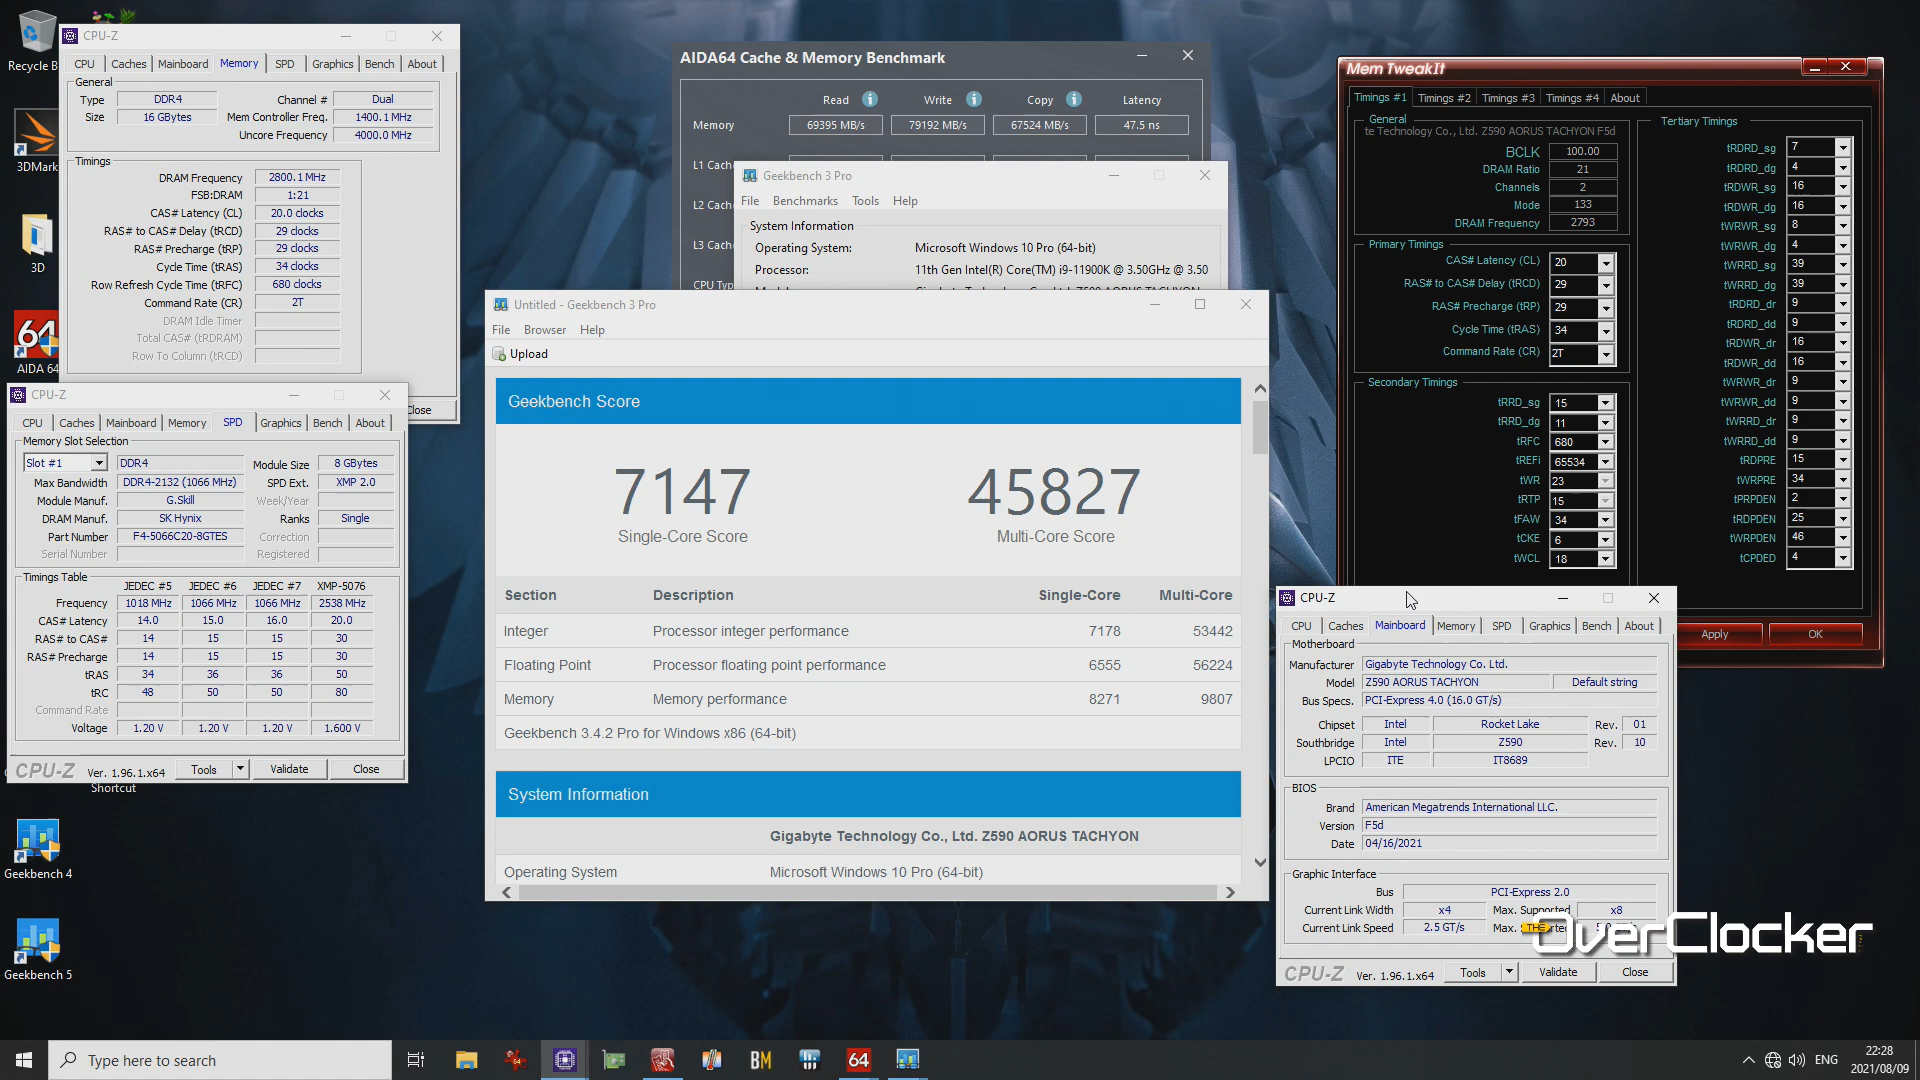 Recycle B
3DMark
3D
AIDA 64
Shortcut
Geekbench 4
Geekbench 5
CPU-Z
CPU Caches Mainboard Memory SPD Graphics Bench About
General
Type DDR4 Channel # Dual
Size 16 GBytes Mem Controller Freq. 1400.1 MHz
Uncore Frequency 4000.0 MHz
Timings
DRAM Frequency 2800.1 MHz
FSB:DRAM 1:21
CAS# Latency (CL) 20.0 clocks
RAS# to CAS# Delay (tRCD) 29 clocks
RAS# Precharge (tRP) 29 clocks
Cycle Time (tRAS) 34 clocks
Row Refresh Cycle Time (tRFC) 680 clocks
Command Rate (CR) 2T
DRAM Idle Timer
Total CAS# (tRDRAM)
Row To Column (tRCD)
Close
CPU-Z
CPU Caches Mainboard Memory SPD Graphics Bench About
Memory Slot Selection
Slot #1 DDR4 Module Size 8 GBytes
Max Bandwidth DDR4-2132 (1066 MHz) SPD Ext. XMP 2.0
Module Manuf. G.Skill Week/Year
DRAM Manuf. SK Hynix Ranks Single
Part Number F4-5066C20-8GTES Correction
Serial Number Registered
Timings Table
JEDEC #5 JEDEC #6 JEDEC #7 XMP-5076
Frequency 1018 MHz 1066 MHz 1066 MHz 2538 MHz
CAS# Latency 14.0 15.0 16.0 20.0
RAS# to CAS# 14 15 15 30
RAS# Precharge 14 15 15 30
tRAS 34 36 36 50
tRC 48 50 50 80
Command Rate
Voltage 1.20 V 1.20 V 1.20 V 1.600 V
CPU-Z Ver. 1.96.1.x64 Tools Validate Close
AIDA64 Cache & Memory Benchmark
Read Write Copy Latency
Memory 69395 MB/s 79192 MB/s 67524 MB/s 47.5 ns
L1 Cach
L2 Cach
L3 Cach
CPU Typ
Geekbench 3 Pro
File Benchmarks Tools Help
System Information
Operating System: Microsoft Windows 10 Pro (64-bit)
Processor: 11th Gen Intel(R) Core(TM) i9-11900K @ 3.50GHz @ 3.50
Untitled - Geekbench 3 Pro
File Browser Help
Upload
Geekbench Score
7147 45827
Single-Core Score Multi-Core Score
Section Description Single-Core Multi-Core
Integer Processor integer performance 7178 53442
Floating Point Processor floating point performance 6555 56224
Memory Memory performance 8271 9807
Geekbench 3.4.2 Pro for Windows x86 (64-bit)
System Information
Gigabyte Technology Co., Ltd. Z590 AORUS TACHYON
Operating System Microsoft Windows 10 Pro (64-bit)
Mem TweakIt
Timings #1 Timings #2 Timings #3 Timings #4 About
General
te Technology Co., Ltd. Z590 AORUS TACHYON F5d
BCLK 100.00
DRAM Ratio 21
Channels 2
Mode 133
DRAM Frequency 2793
Primary Timings
CAS# Latency (CL) 20
RAS# to CAS# Delay (tRCD) 29
RAS# Precharge (tRP) 29
Cycle Time (tRAS) 34
Command Rate (CR) 2T
Secondary Timings
tRRD_sg 15
tRRD_dg 11
tRFC 680
tREFi 65534
tWR 23
tRTP 15
tFAW 34
tCKE 6
tWCL 18
Tertiary Timings
tRDRD_sg 7
tRDRD_dg 4
tRDWR_sg 16
tRDWR_dg 16
tWRWR_sg 8
tWRWR_dg 4
tWRRD_sg 39
tWRRD_dg 39
tRDRD_dr 9
tRDRD_dd 9
tRDWR_dr 16
tRDWR_dd 16
tWRWR_dr 9
tWRWR_dd 9
tWRRD_dr 9
tWRRD_dd 9
tRDPRE 15
tWRPRE 34
tPRPDEN 2
tRDPDEN 25
tWRPDEN 46
tCPDED 4
Apply OK
CPU-Z
CPU Caches Mainboard Memory SPD Graphics Bench About
Motherboard
Manufacturer Gigabyte Technology Co. Ltd.
Model Z590 AORUS TACHYON Default string
Bus Specs. PCI-Express 4.0 (16.0 GT/s)
Chipset Intel Rocket Lake Rev. 01
Southbridge Intel Z590 Rev. 10
LPCIO ITE IT8689
BIOS
Brand American Megatrends International LLC.
Version F5d
Date 04/16/2021
Graphic Interface
Bus PCI-Express 2.0
Current Link Width x4 Max. Supported x8
Current Link Speed 2.5 GT/s Max.
THE OverClocker
CPU-Z Ver. 1.96.1.x64 Tools Validate Close
Type here to search
BM
64
ENG
22:28
2021/08/09